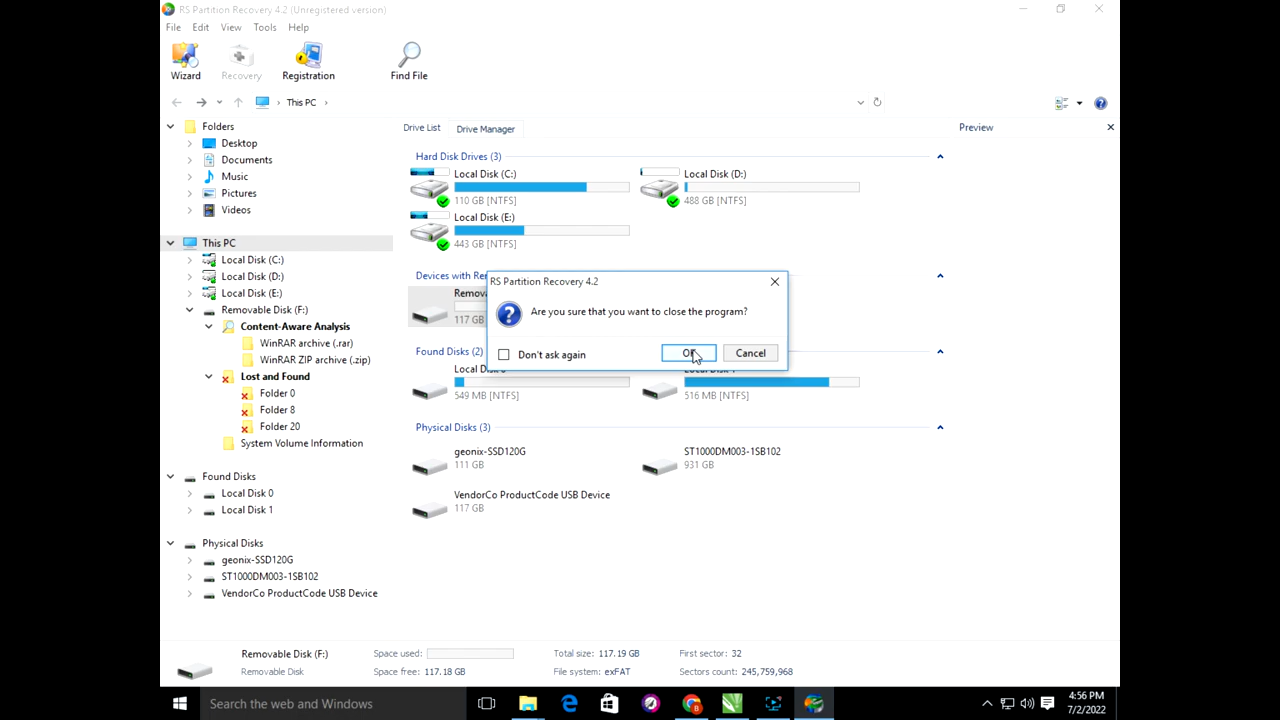 RS Partition Recovery 4.2 (Unregistered version)
File Edit View Tools Help
Wizard Recovery Registration Find File
This PC
Folders
Desktop
Documents
Music
Pictures
Videos
This PC
Local Disk (C:)
Local Disk (D:)
Local Disk (E:)
Removable Disk (F:)
Content-Aware Analysis
WinRAR archive (.rar)
WinRAR ZIP archive (.zip)
Lost and Found
Folder 0
Folder 8
Folder 20
System Volume Information
Found Disks
Local Disk 0
Local Disk 1
Physical Disks
geonix-SSD120G
ST1000DM003-1SB102
VendorCo ProductCode USB Device
Drive List Drive Manager
Hard Disk Drives (3)
Local Disk (C:)
110 GB [NTFS]
Local Disk (D:)
488 GB [NTFS]
Local Disk (E:)
443 GB [NTFS]
Devices with Re
Remova
117 GB
Found Disks (2)
549 MB [NTFS]
516 MB [NTFS]
Physical Disks (3)
geonix-SSD120G
111 GB
ST1000DM003-1SB102
931 GB
VendorCo ProductCode USB Device
117 GB
Preview
RS Partition Recovery 4.2
Are you sure that you want to close the program?
Don't ask again
OK
Cancel
Removable Disk (F:) Space used: Total size: 117.19 GB First sector: 32
Removable Disk Space free: 117.18 GB File system: exFAT Sectors count: 245,759,968
Search the web and Windows
4:56 PM
7/2/2022